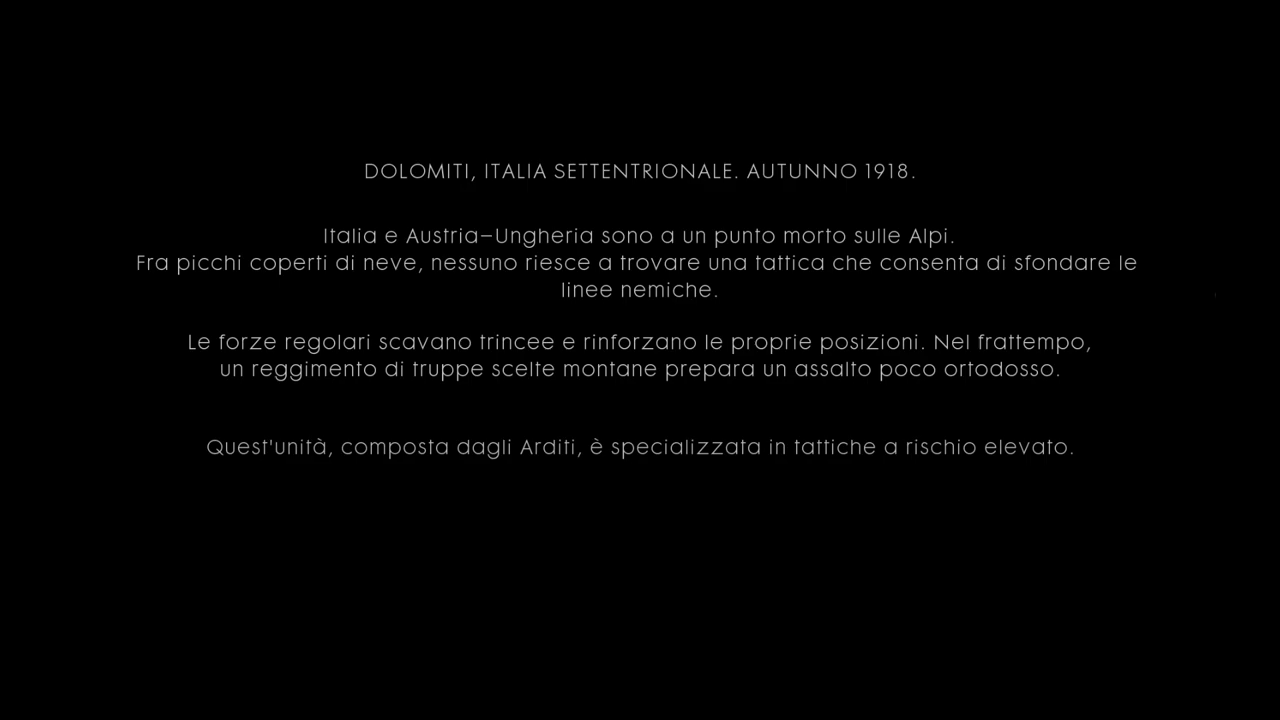 DOLOMITI, ITALIA SETTENTRIONALE. AUTUNNO 1918.
Italia e Austria–Ungheria sono a un punto morto sulle Alpi.
Fra picchi coperti di neve, nessuno riesce a trovare una tattica che consenta di sfondare le
linee nemiche.
Le forze regolari scavano trincee e rinforzano le proprie posizioni. Nel frattempo,
un reggimento di truppe scelte montane prepara un assalto poco ortodosso.
Quest'unità, composta dagli Arditi, è specializzata in tattiche a rischio elevato.